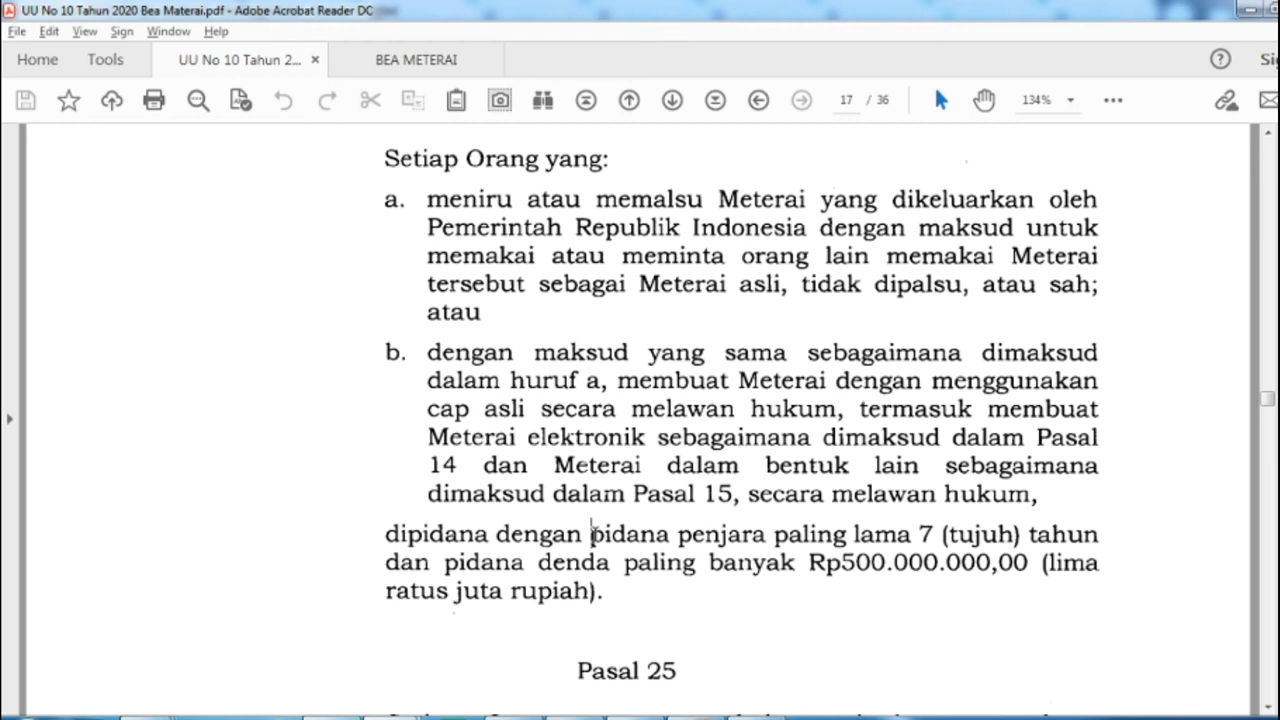 UU No 10 Tahun 2020 Bea Materai.pdf - Adobe Acrobat Reader DC
File Edit View Sign Window Help
Home Tools UU No 10 Tahun 2... × BEA METERAI
17 / 36 134%
Setiap Orang yang:
a. meniru atau memalsu Meterai yang dikeluarkan oleh
Pemerintah Republik Indonesia dengan maksud untuk
memakai atau meminta orang lain memakai Meterai
tersebut sebagai Meterai asli, tidak dipalsu, atau sah;
atau
b. dengan maksud yang sama sebagaimana dimaksud
dalam huruf a, membuat Meterai dengan menggunakan
cap asli secara melawan hukum, termasuk membuat
Meterai elektronik sebagaimana dimaksud dalam Pasal
14 dan Meterai dalam bentuk lain sebagaimana
dimaksud dalam Pasal 15, secara melawan hukum,
dipidana dengan pidana penjara paling lama 7 (tujuh) tahun
dan pidana denda paling banyak Rp500.000.000,00 (lima
ratus juta rupiah).
Pasal 25